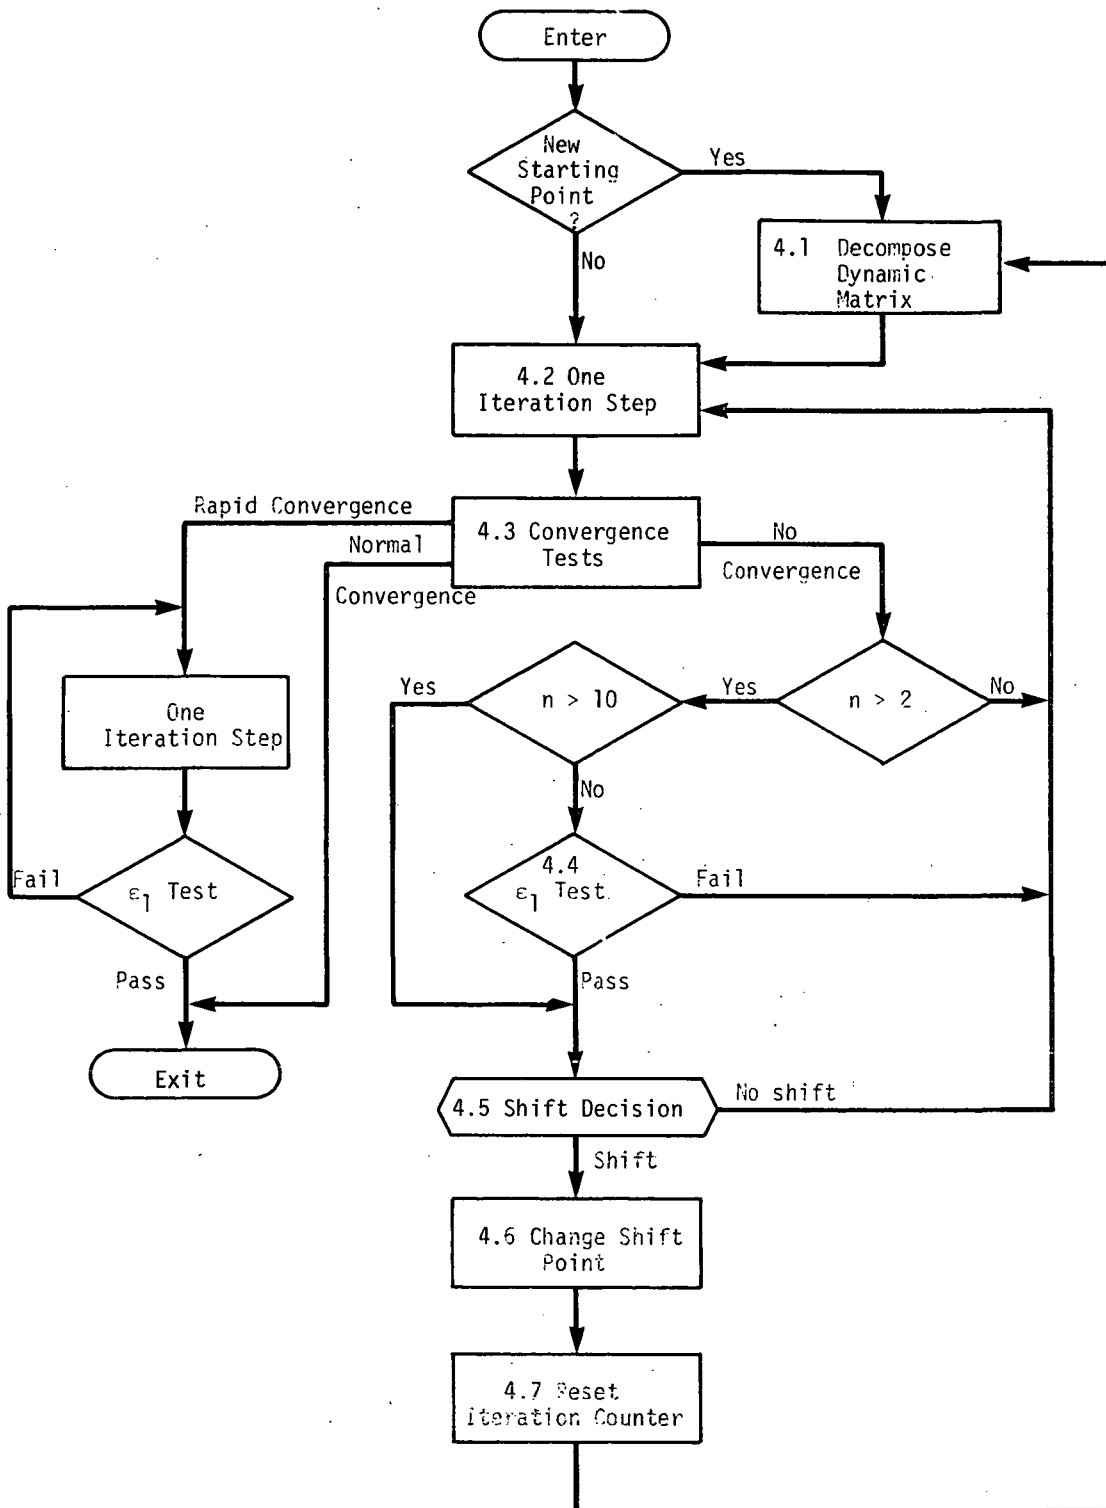 Enter
New
Starting
Point
?
Yes
No
4.1 Decompose
Dynamic
Matrix
4.2 One
Iteration Step
Rapid Convergence
Normal
Convergence
4.3 Convergence
Tests
No
Convergence
One
Iteration Step
Yes
n > 10
Yes
n > 2
No
No
Fail
ε1 Test
4.4
ε1 Test
Fail
Pass
Pass
Exit
4.5 Shift Decision
No shift
Shift
4.6 Change Shift
Point
4.7 Reset
Iteration Counter